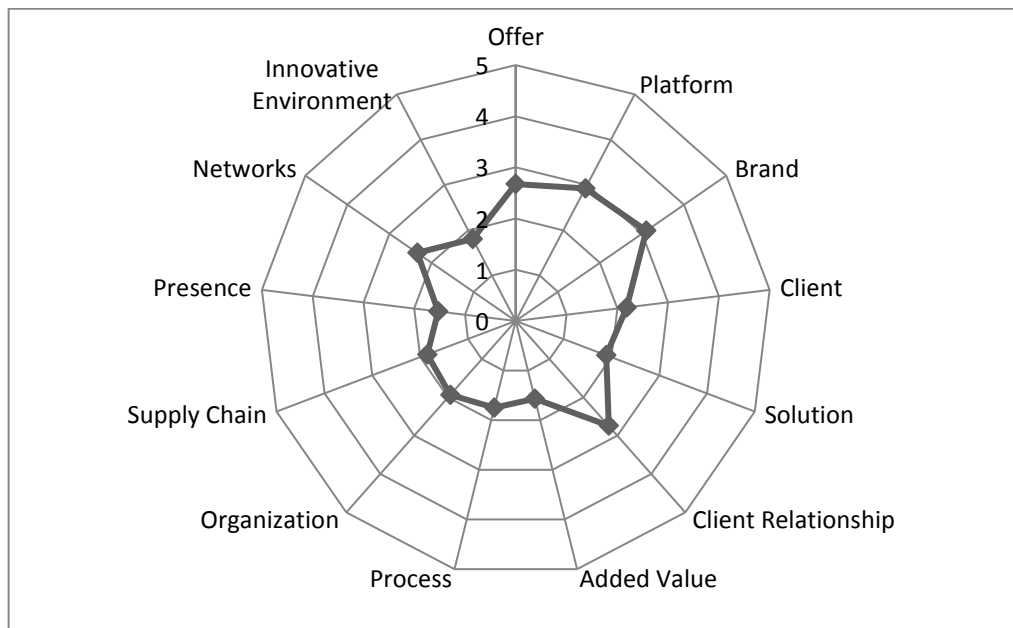 Offer
Platform
Brand
Client
Solution
Client Relationship
Added Value
Process
Organization
Supply Chain
Presence
Networks
Innovative
Environment
5
4
3
2
1
0